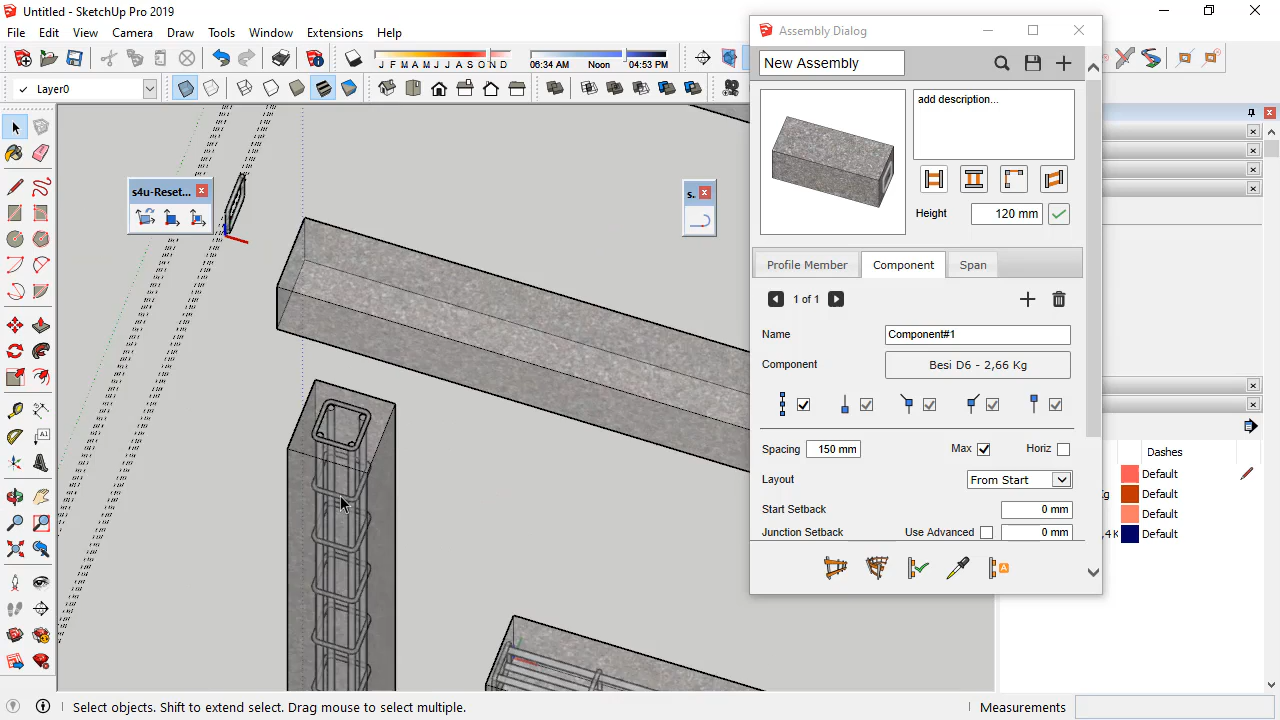 Untitled - SketchUp Pro 2019
File Edit View Camera Draw Tools Window Extensions Help
J F M A M J J A S O N D
06:34 AM Noon 04:53 PM
Layer0
s4u-Reset...
s.
Assembly Dialog
New Assembly
add description...
Height 120 mm
Profile Member Component Span
1 of 1
Name Component#1
Component Besi D6 - 2,66 Kg
Spacing 150 mm Max Horiz
Layout From Start
Start Setback 0 mm
Junction Setback Use Advanced 0 mm
A1
A
Dashes
Default
Default
Default
Default
Select objects. Shift to extend select. Drag mouse to select multiple.
Measurements